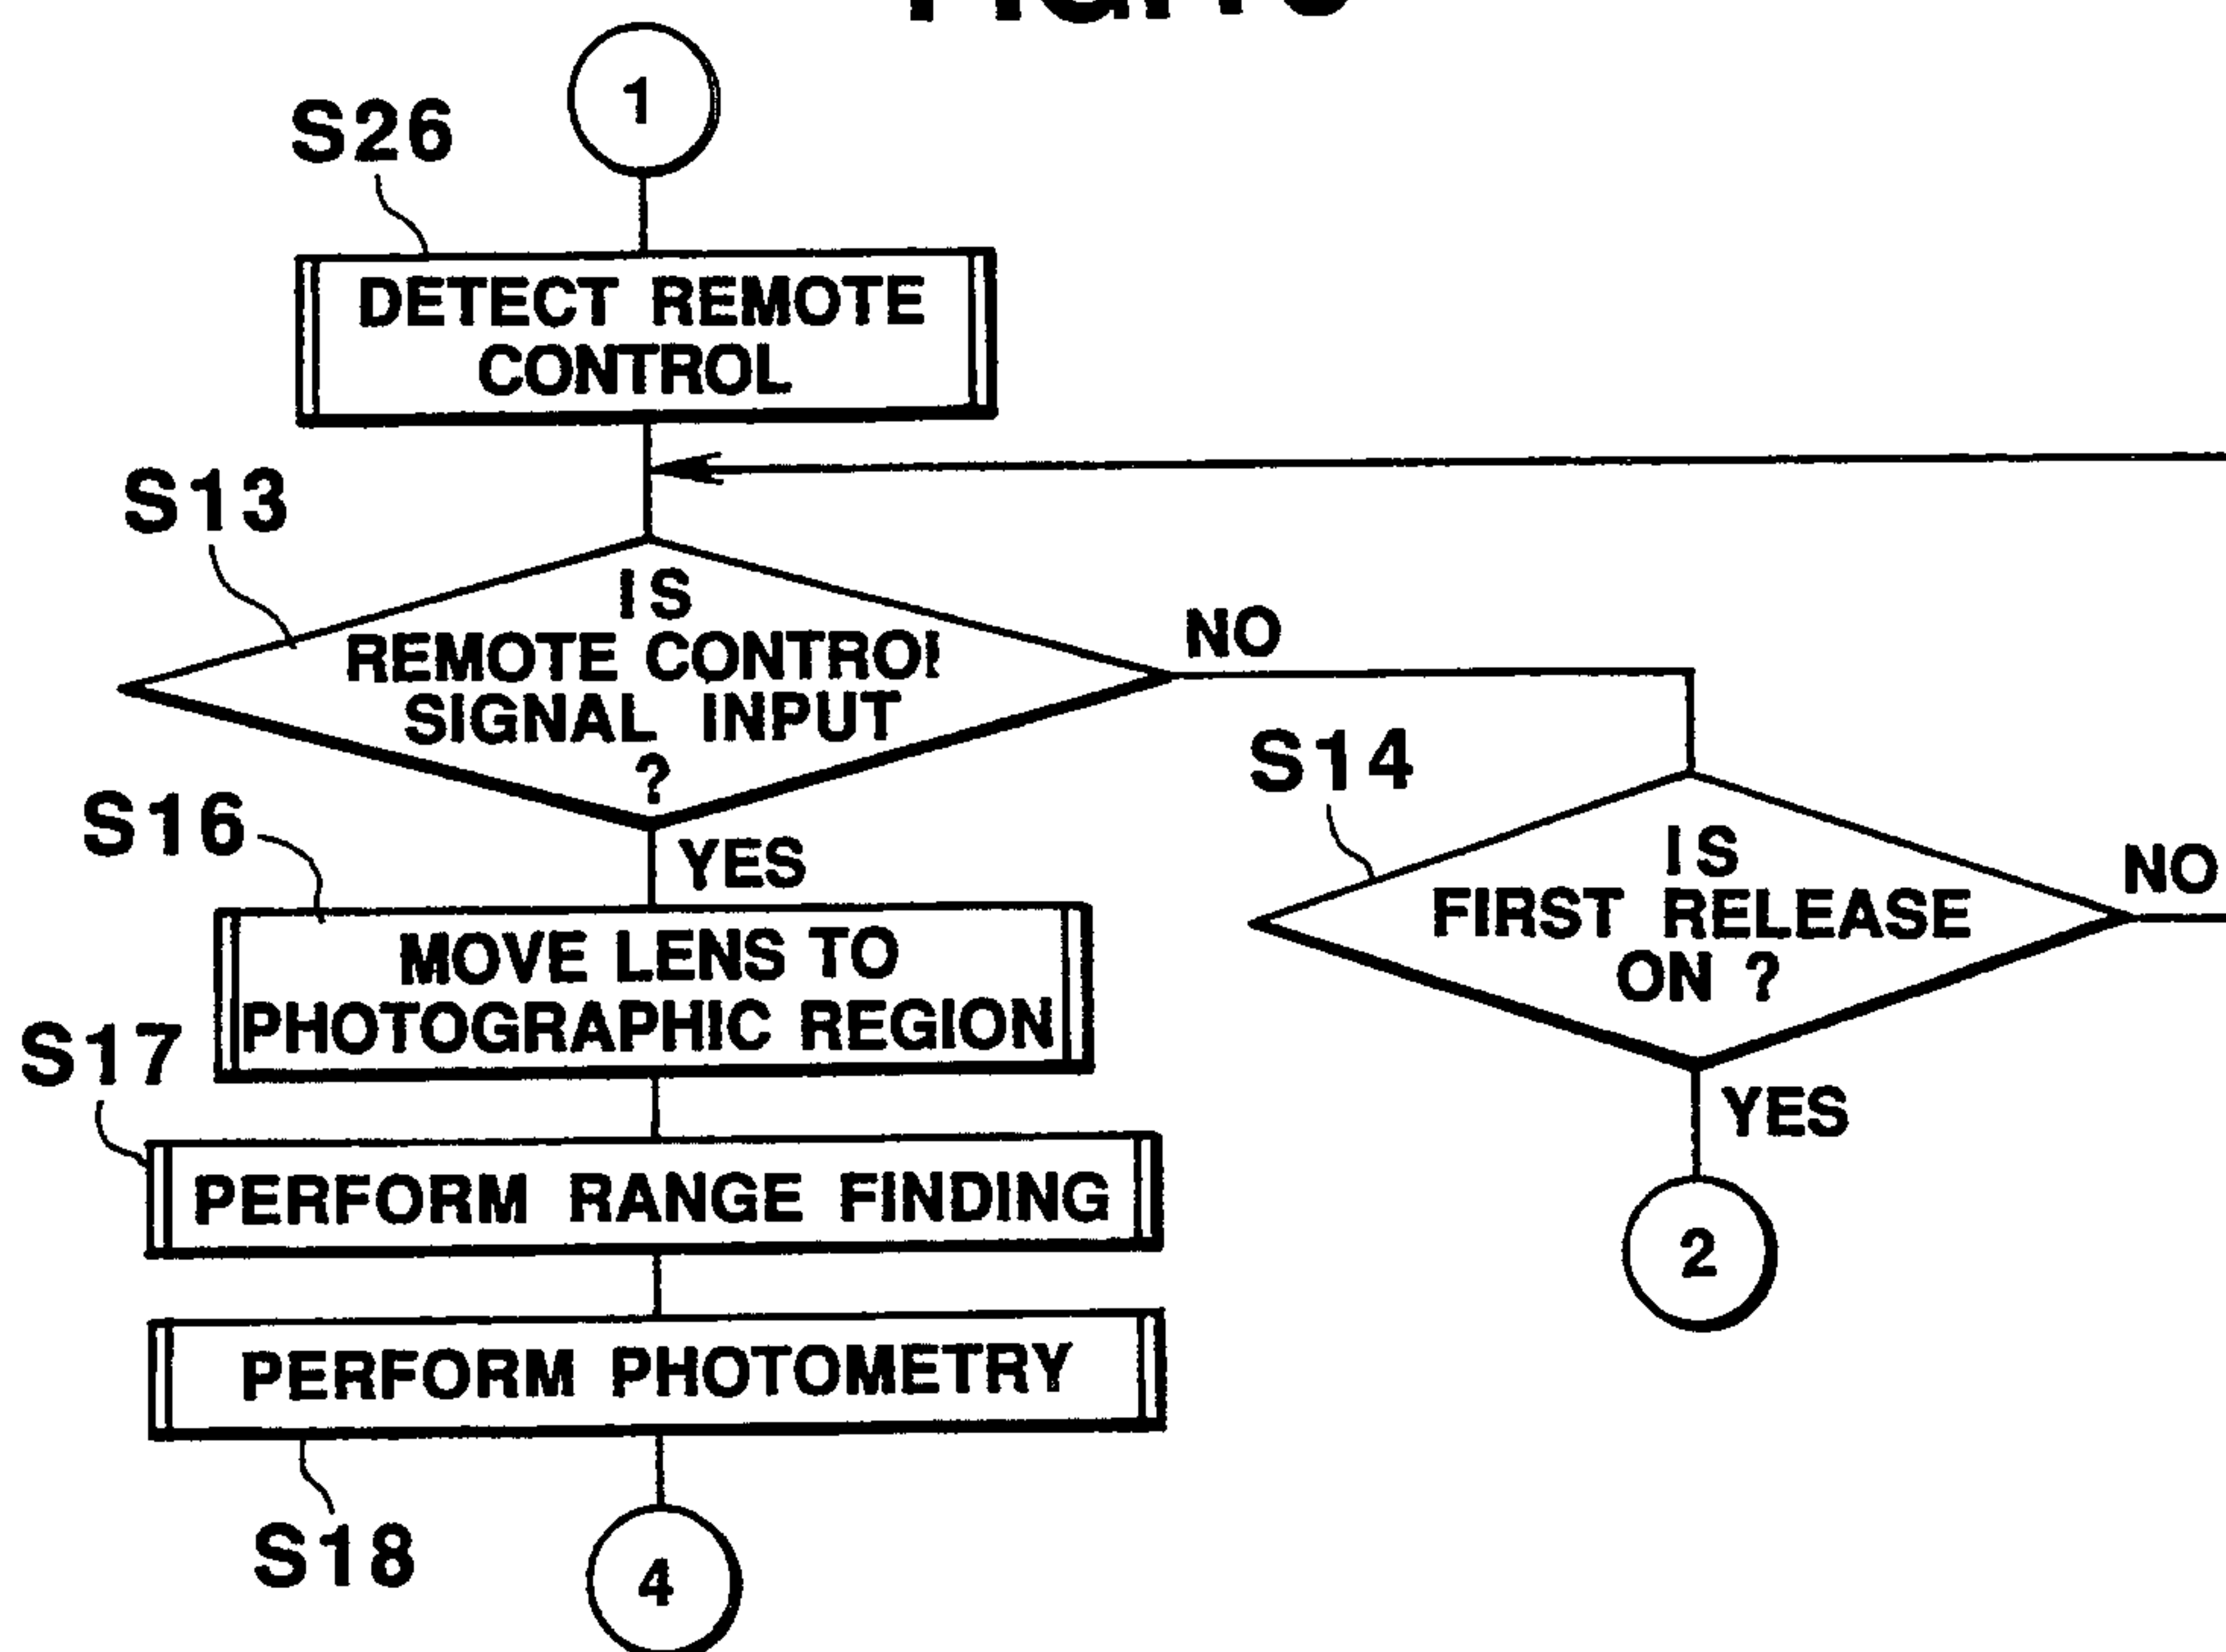 1
S26
DETECT REMOTE
CONTROL
S13
IS
REMOTE CONTROL
SIGNAL INPUT
?
NO
YES
S14
IS
FIRST RELEASE
ON ?
NO
YES
2
S16
MOVE LENS TO
PHOTOGRAPHIC REGION
S17
PERFORM RANGE FINDING
PERFORM PHOTOMETRY
S18
4